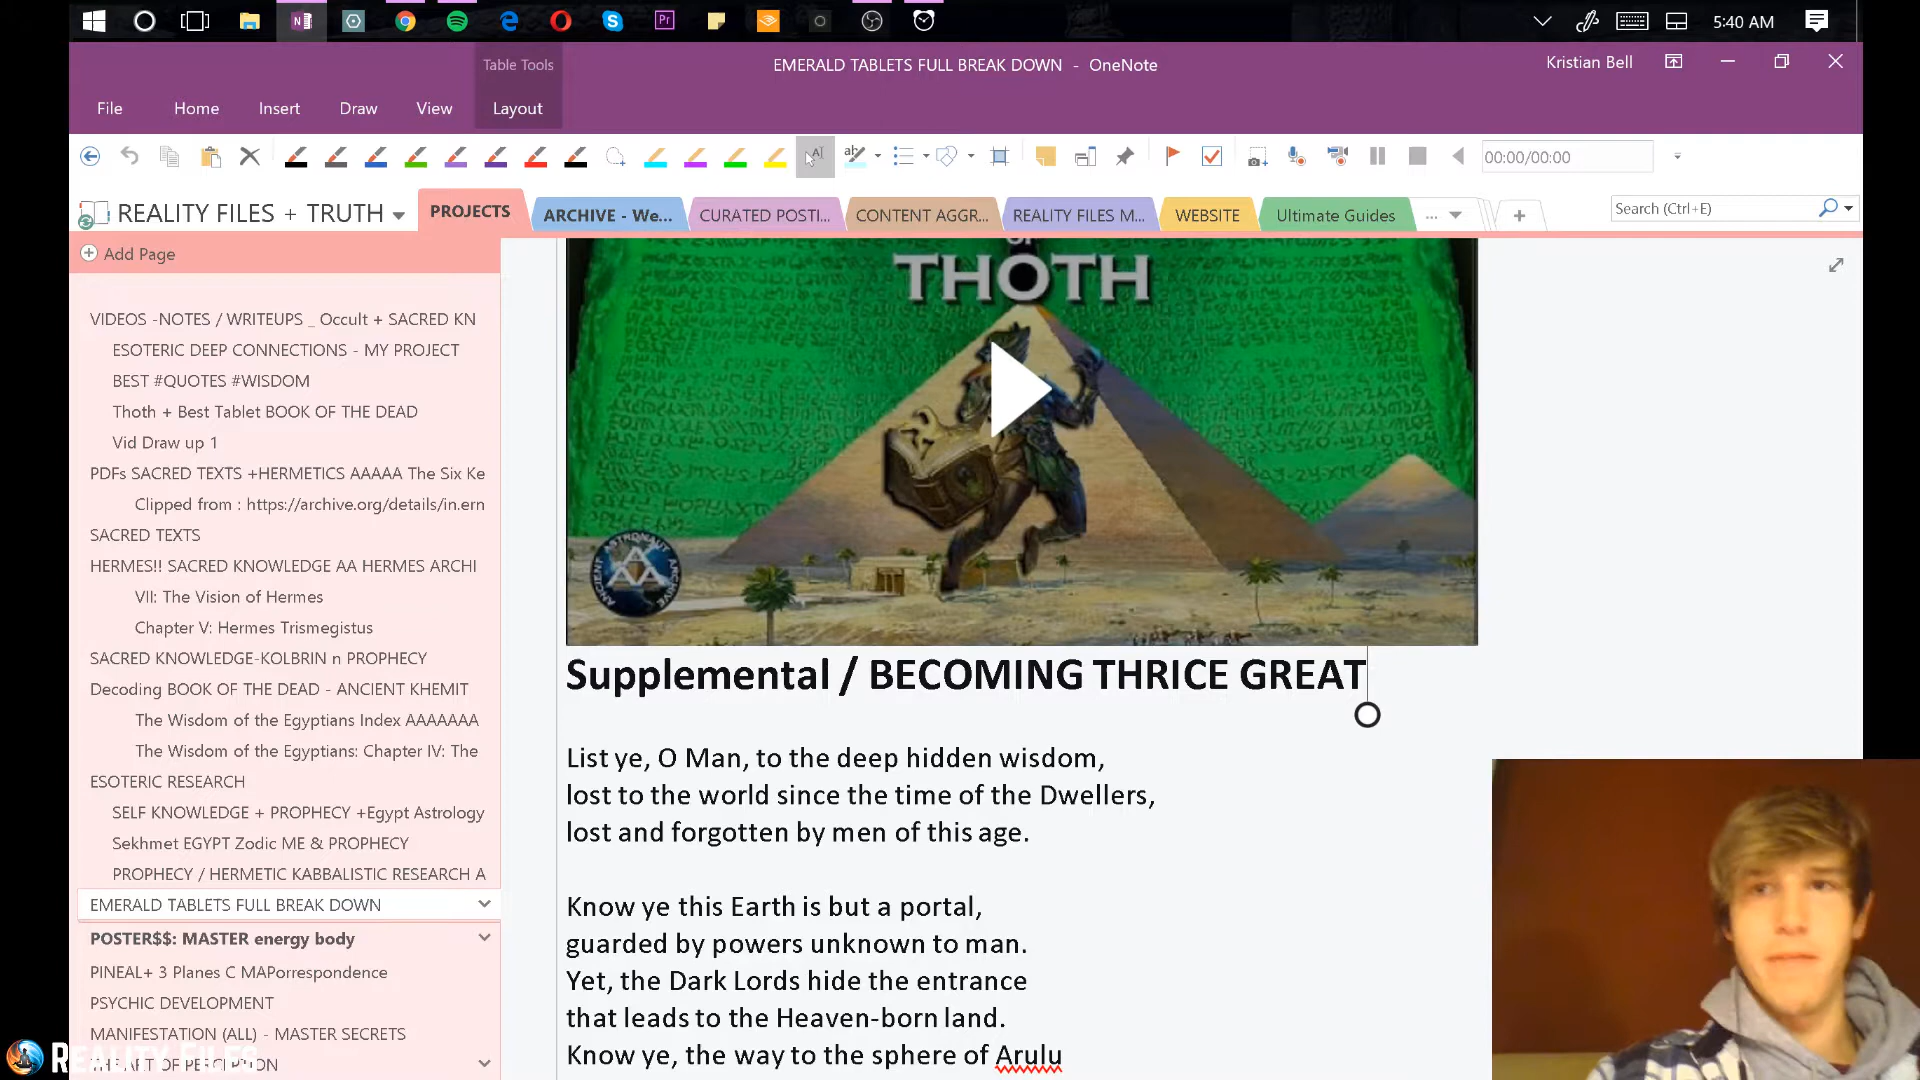 5:40 AM
Table Tools
EMERALD TABLETS FULL BREAK DOWN - OneNote
Kristian Bell
File Home Insert Draw View Layout
00:00/00:00
REALITY FILES + TRUTH
PROJECTS
ARCHIVE - We...
CURATED POSTI...
CONTENT AGGR...
REALITY FILES M...
WEBSITE
Ultimate Guides
...
Search (Ctrl+E)
Add Page
VIDEOS -NOTES / WRITEUPS _ Occult + SACRED KN
ESOTERIC DEEP CONNECTIONS - MY PROJECT
BEST #QUOTES #WISDOM
Thoth + Best Tablet BOOK OF THE DEAD
Vid Draw up 1
PDFs SACRED TEXTS +HERMETICS AAAAA The Six Ke
Clipped from : https://archive.org/details/in.ern
SACRED TEXTS
HERMES!! SACRED KNOWLEDGE AA HERMES ARCHI
VII: The Vision of Hermes
Chapter V: Hermes Trismegistus
SACRED KNOWLEDGE-KOLBRIN n PROPHECY
Decoding BOOK OF THE DEAD - ANCIENT KHEMIT
The Wisdom of the Egyptians Index AAAAAAA
The Wisdom of the Egyptians: Chapter IV: The
ESOTERIC RESEARCH
SELF KNOWLEDGE + PROPHECY +Egypt Astrology
Sekhmet EGYPT Zodic ME & PROPHECY
PROPHECY / HERMETIC KABBALISTIC RESEARCH A
EMERALD TABLETS FULL BREAK DOWN
POSTER$$: MASTER energy body
PINEAL+ 3 Planes C MAPorrespondence
PSYCHIC DEVELOPMENT
MANIFESTATION (ALL) - MASTER SECRETS
THE ART OF PERCEPTION
REALITY FILES
OF
THOTH
ANCIENT ASTRONAUT ARCHIVE
Supplemental / BECOMING THRICE GREAT
List ye, O Man, to the deep hidden wisdom,
lost to the world since the time of the Dwellers,
lost and forgotten by men of this age.
Know ye this Earth is but a portal,
guarded by powers unknown to man.
Yet, the Dark Lords hide the entrance
that leads to the Heaven-born land.
Know ye, the way to the sphere of Arulu